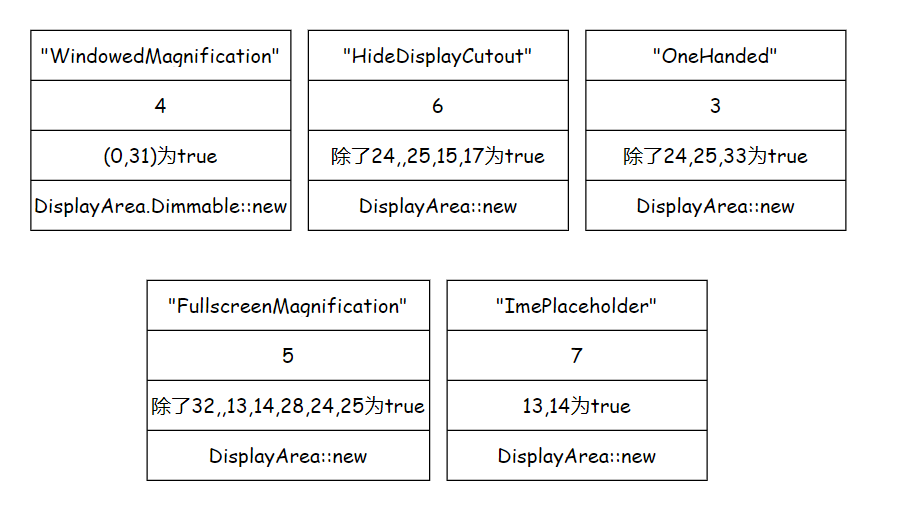 "WindowedMagnification"
"HideDisplayCutout"
"OneHanded"
4
6
3
(0,31)为true
除了24,,25,15,17为true
除了24,25,33为true
DisplayArea.Dimmable::new
DisplayArea::new
DisplayArea::new
"FullscreenMagnification"
"ImePlaceholder"
5
7
除了32,,13,14,28,24,25为true
13,14为true
DisplayArea::new
DisplayArea::new